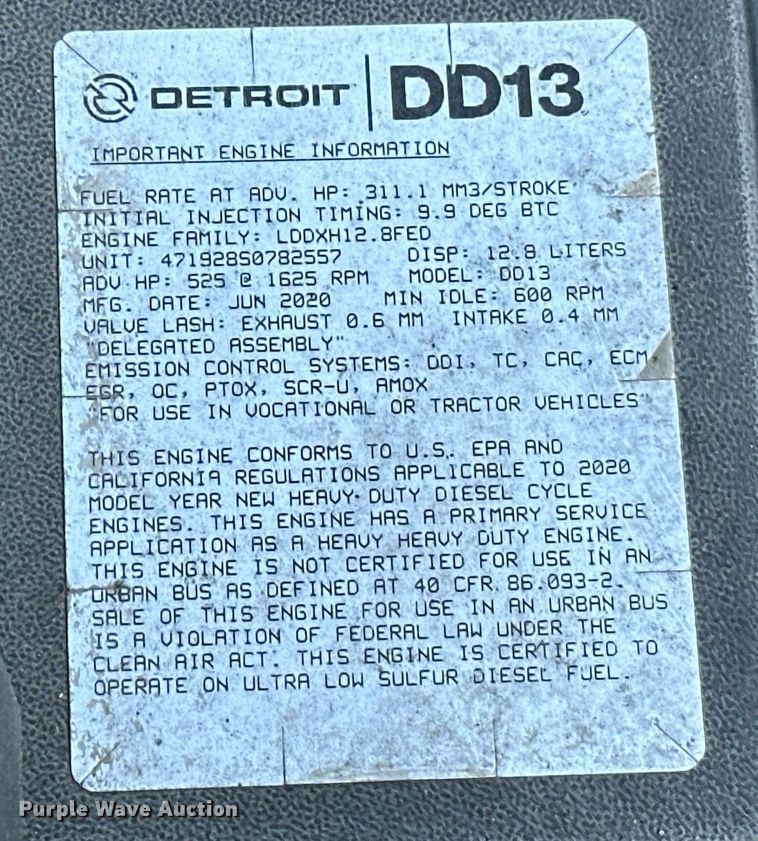 DETROIT DD13
IMPORTANT ENGINE INFORMATION
FUEL RATE AT ADV. HP: 311.1 MM3/STROKE
INITIAL INJECTION TIMING: 9.9 DEG BTC
ENGINE FAMILY: LDDXH12.8FED
UNIT: 471928S0782557 DISP: 12.8 LITERS
ADV HP: 525 @ 1625 RPM MODEL: DD13
MFG. DATE: JUN 2020 MIN IDLE: 600 RPM
VALVE LASH: EXHAUST 0.6 MM INTAKE 0.4 MM
"DELEGATED ASSEMBLY"
EMISSION CONTROL SYSTEMS: DDI, TC, CAC, ECM
EGR, OC, PTOX, SCR-U, AMOX
"FOR USE IN VOCATIONAL OR TRACTOR VEHICLES"
THIS ENGINE CONFORMS TO U.S. EPA AND
CALIFORNIA REGULATIONS APPLICABLE TO 2020
MODEL YEAR NEW HEAVY DUTY DIESEL CYCLE
ENGINES. THIS ENGINE HAS A PRIMARY SERVICE
APPLICATION AS A HEAVY HEAVY DUTY ENGINE.
THIS ENGINE IS NOT CERTIFIED FOR USE IN AN
URBAN BUS AS DEFINED AT 40 CFR 86.093-2.
SALE OF THIS ENGINE FOR USE IN AN URBAN BUS
IS A VIOLATION OF FEDERAL LAW UNDER THE
CLEAN AIR ACT. THIS ENGINE IS CERTIFIED TO
OPERATE ON ULTRA LOW SULFUR DIESEL FUEL.
Purple Wave Auction